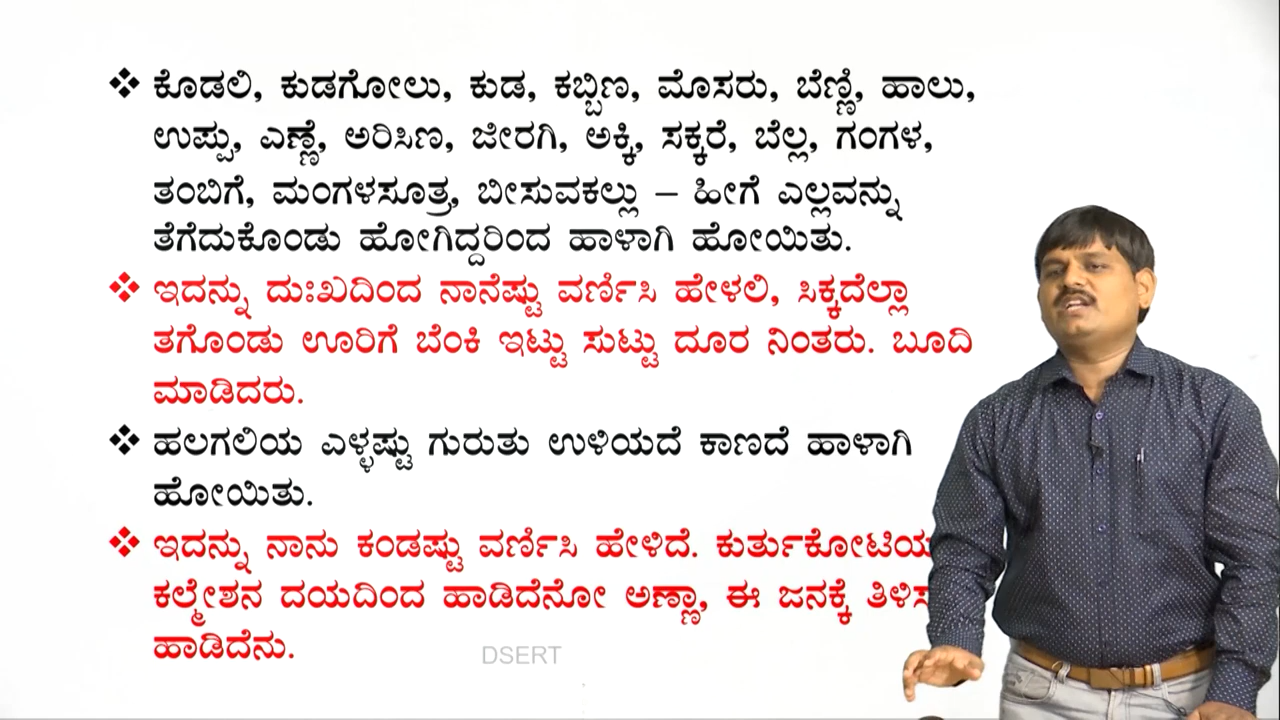 ❖ ಕೊಡಲಿ, ಕುಡಗೋಲು, ಕುಡ, ಕಬ್ಬಿಣ, ಮೊಸರು, ಬೆಣ್ಣಿ, ಹಾಲು,
ಉಪ್ಪು, ಎಣ್ಣೆ, ಅರಿಸಿಣ, ಜೀರಗಿ, ಅಕ್ಕಿ, ಸಕ್ಕರೆ, ಬೆಲ್ಲ, ಗಂಗಳ,
ತಂಬಿಗೆ, ಮಂಗಳಸೂತ್ರ, ಬೀಸುವಕಲ್ಲು – ಹೀಗೆ ಎಲ್ಲವನ್ನು
ತೆಗೆದುಕೊಂಡು ಹೋಗಿದ್ದರಿಂದ ಹಾಳಾಗಿ ಹೋಯಿತು.
❖ ಇದನ್ನು ದುಃಖದಿಂದ ನಾನೆಷ್ಟು ವರ್ಣಿಸಿ ಹೇಳಲಿ, ಸಿಕ್ಕದೆಲ್ಲಾ
ತಗೊಂಡು ಊರಿಗೆ ಬೆಂಕಿ ಇಟ್ಟು ಸುಟ್ಟು ದೂರ ನಿಂತರು. ಬೂದಿ
ಮಾಡಿದರು.
❖ ಹಲಗಲಿಯ ಎಳ್ಳಷ್ಟು ಗುರುತು ಉಳಿಯದೆ ಕಾಣದೆ ಹಾಳಾಗಿ
ಹೋಯಿತು.
❖ ಇದನ್ನು ನಾನು ಕಂಡಷ್ಟು ವರ್ಣಿಸಿ ಹೇಳಿದೆ. ಕುರ್ತುಕೋಟಿಯ
ಕಲ್ಮೇಶನ ದಯದಿಂದ ಹಾಡಿದೆನೋ ಅಣ್ಣಾ, ಈ ಜನಕ್ಕೆ
ಹಾಡಿದೆನು.
DSERT